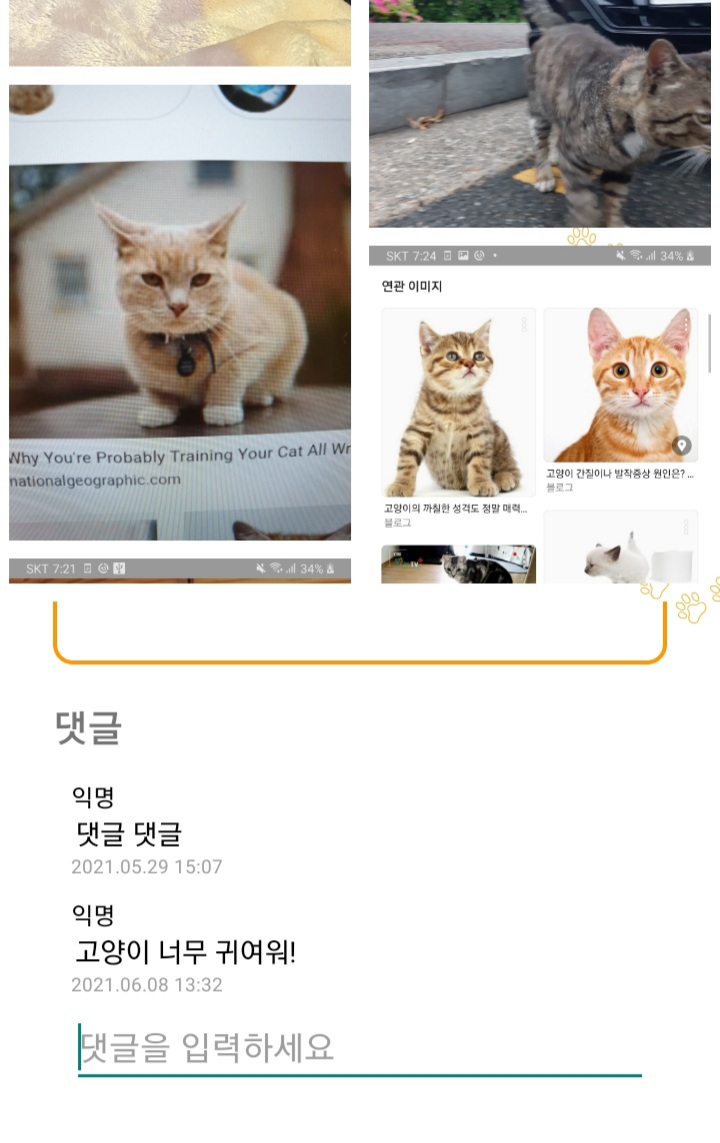 Why You're Probably Training Your Cat All Wr
nationalgeographic.com
SKT 7:21
34%
SKT 7:24
34%
연관 이미지
고양이의 까칠한 성격도 정말 매력...
블로그
고양이 간질이나 발작증상 원인은? ...
블로그
TV
댓글
익명
댓글 댓글
2021.05.29 15:07
익명
고양이 너무 귀여워!
2021.06.08 13:32
댓글을 입력하세요